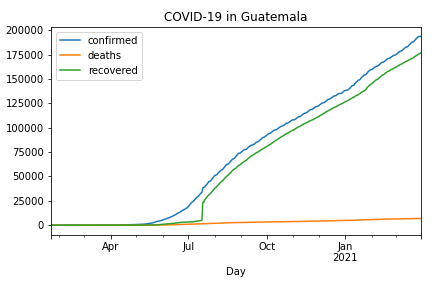 COVID-19 in Guatemala
confirmed
deaths
recovered
200000
175000
150000
125000
100000
75000
50000
25000
0
Apr
Jul
Oct
Jan
2021
Day